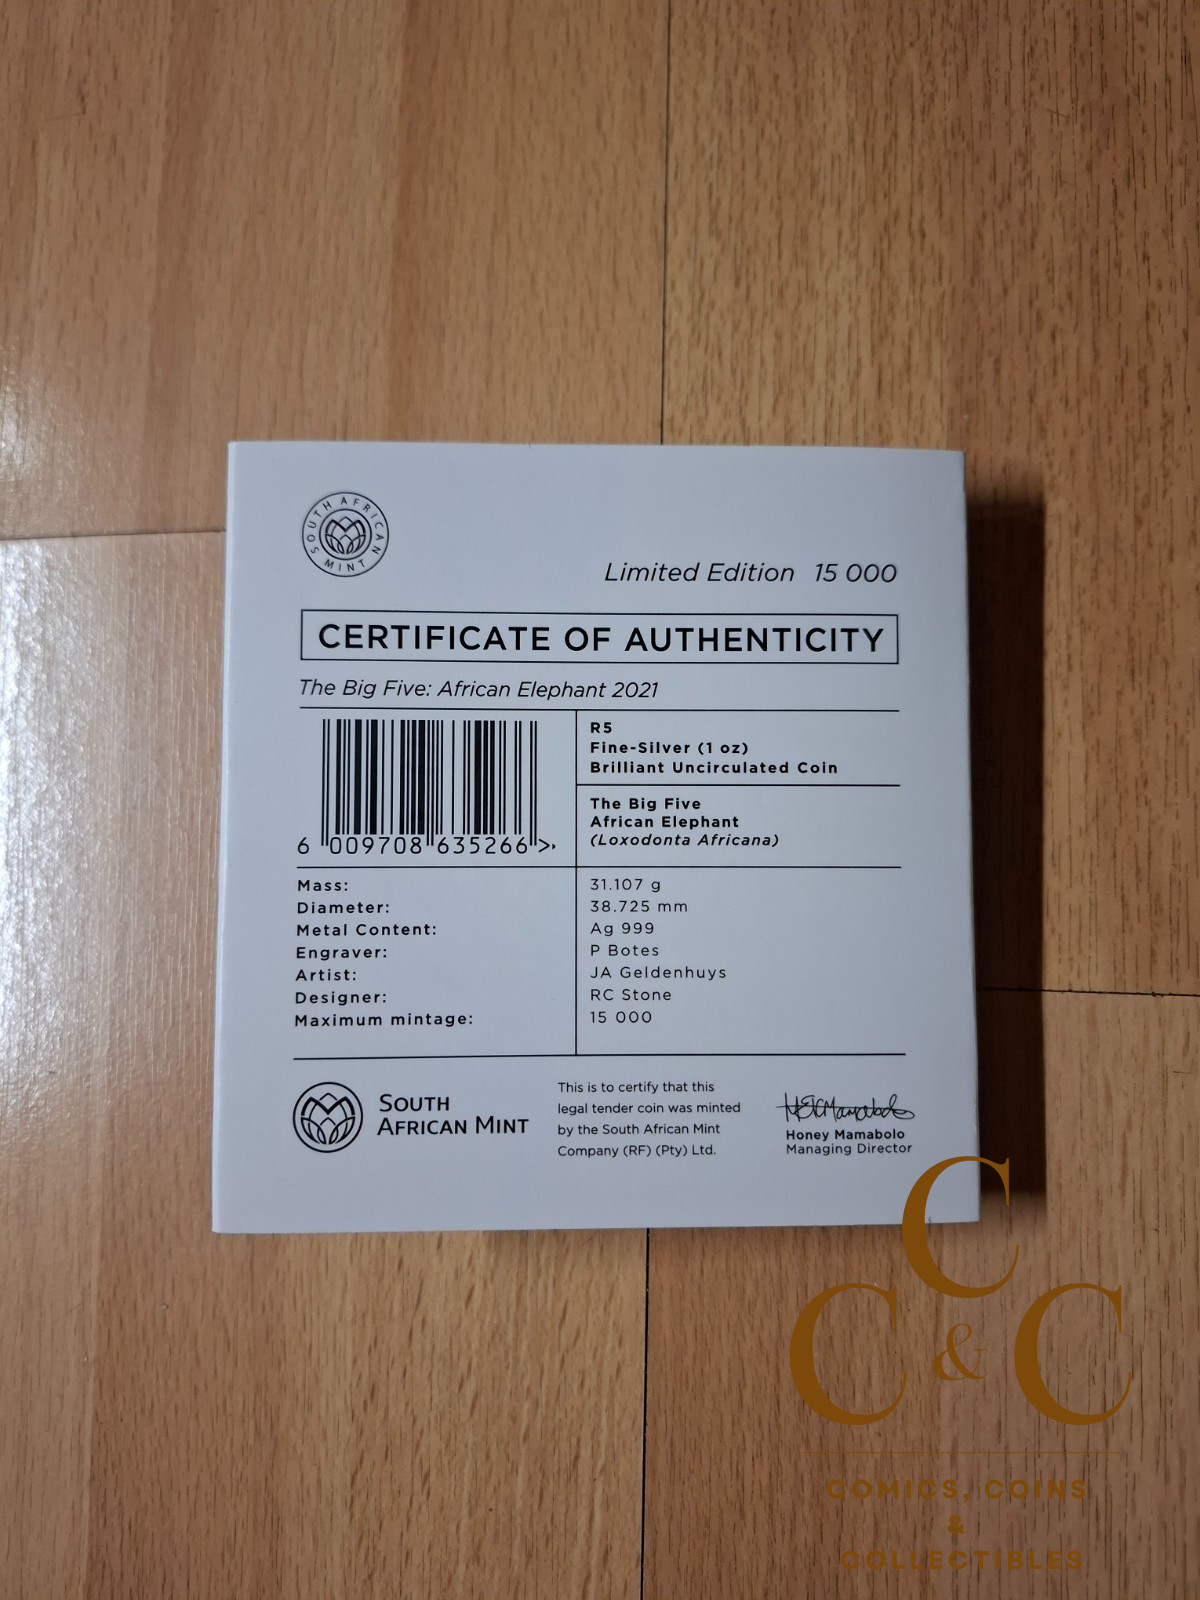 SOUTH AFRICAN MINT
Limited Edition 15 000
CERTIFICATE OF AUTHENTICITY
The Big Five: African Elephant 2021
6 009708 635266 >
R5
Fine-Silver (1 oz)
Brilliant Uncirculated Coin
The Big Five
African Elephant
(Loxodonta Africana)
Mass: 31.107 g
Diameter: 38.725 mm
Metal Content: Ag 999
Engraver: P Botes
Artist: JA Geldenhuys
Designer: RC Stone
Maximum mintage: 15 000
SOUTH
AFRICAN MINT
This is to certify that this
legal tender coin was minted
by the South African Mint
Company (RF) (Pty) Ltd.
HEMamabolo
Honey Mamabolo
Managing Director
C
C & C
COMICS, COINS
&
COLLECTIBLES